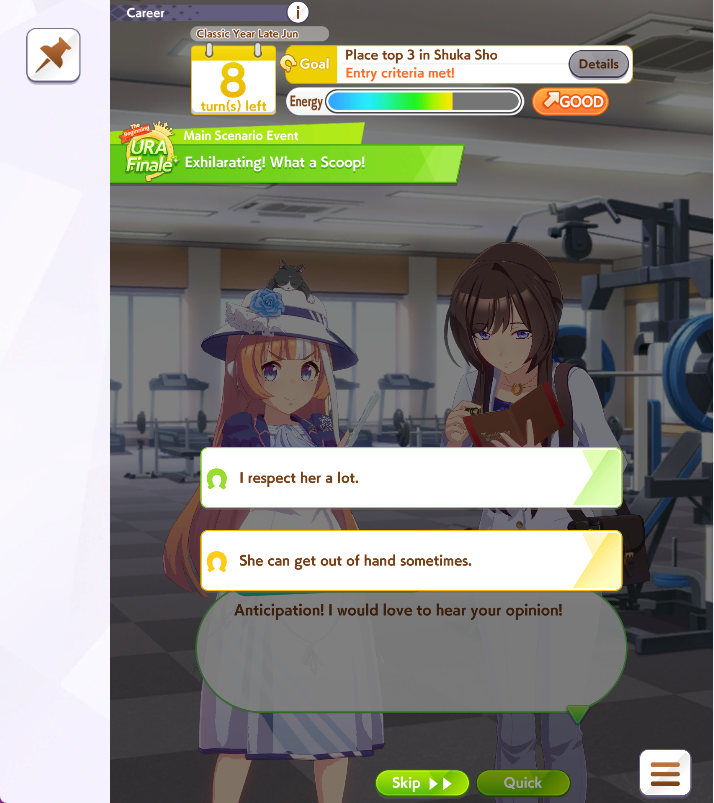 Career
i
Classic Year Late Jun
8
turn(s) left
Goal
Place top 3 in Shuka Sho
Entry criteria met!
Details
Energy
GOOD
The Beginning
URA
Finale
Main Scenario Event
Exhilarating! What a Scoop!
I respect her a lot.
She can get out of hand sometimes.
Anticipation! I would love to hear your opinion!
Skip
Quick